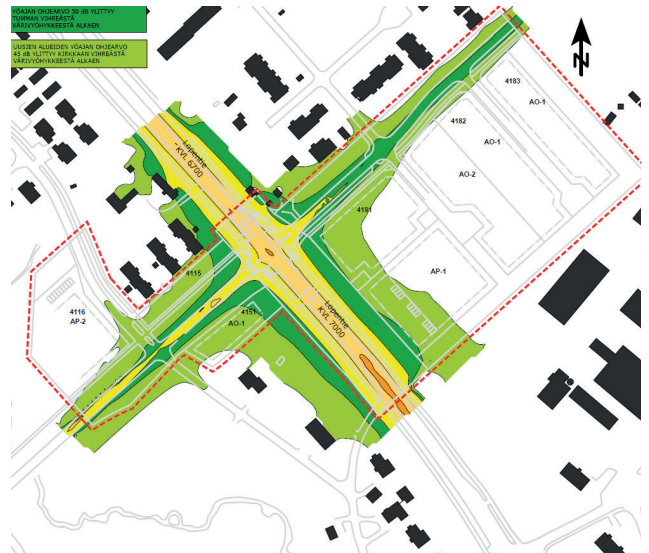 YÖAJAN OHJEARVO 50 dB YLITTYY
TUMMAN VIHREÄSTÄ
VÄRIVYÖHYKKEESTÄ ALKAEN
UUSIEN ALUEIDEN YÖAJAN OHJEARVO
45 dB YLITTYY KIRKKAAN VIHREÄSTÄ
VÄRIVYÖHYKKEESTÄ ALKAEN
N
4183
AO-1
4182
AO-1
AO-2
Lopentie
KVL 6700
4181
4115
AP-1
4116
AP-2
4151
AO-1
Lopentie
KVL 7000